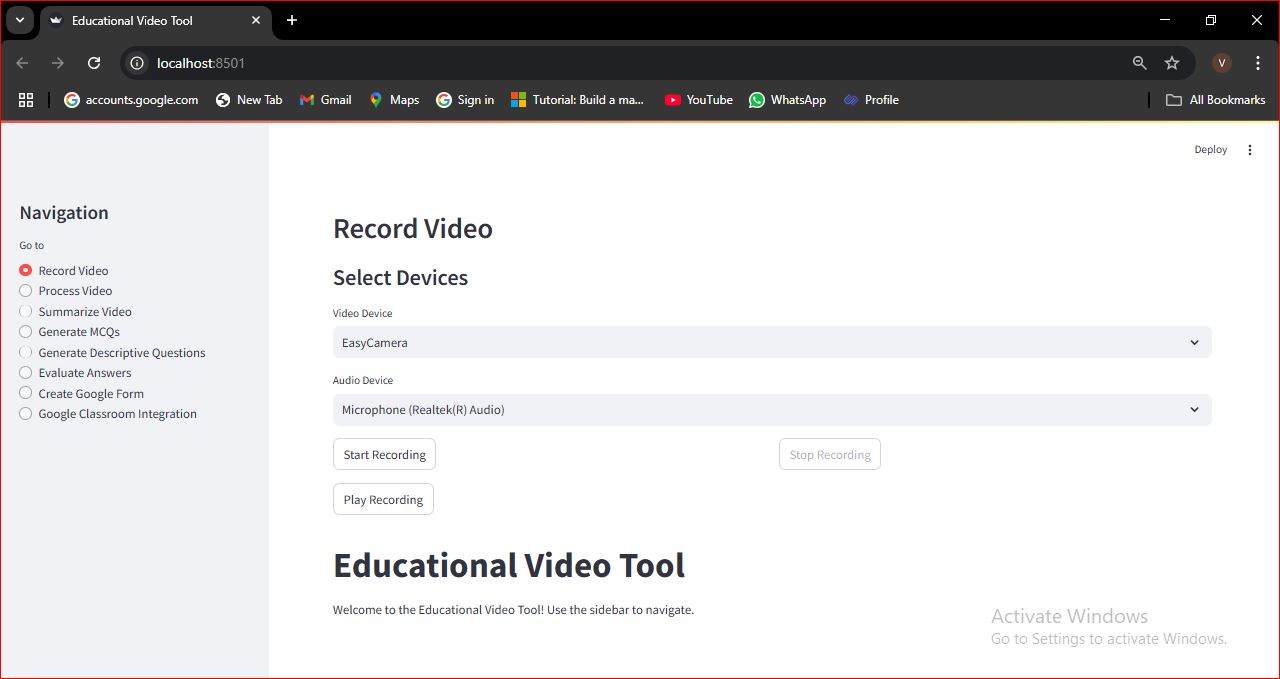 Educational Video Tool
localhost:8501
V
accounts.google.com New Tab Gmail Maps Sign in Tutorial: Build a ma... YouTube WhatsApp Profile All Bookmarks
Deploy
Navigation
Go to
Record Video
Process Video
Summarize Video
Generate MCQs
Generate Descriptive Questions
Evaluate Answers
Create Google Form
Google Classroom Integration
Record Video
Select Devices
Video Device
EasyCamera
Audio Device
Microphone (Realtek(R) Audio)
Start Recording Stop Recording
Play Recording
Educational Video Tool
Welcome to the Educational Video Tool! Use the sidebar to navigate.
Activate Windows
Go to Settings to activate Windows.